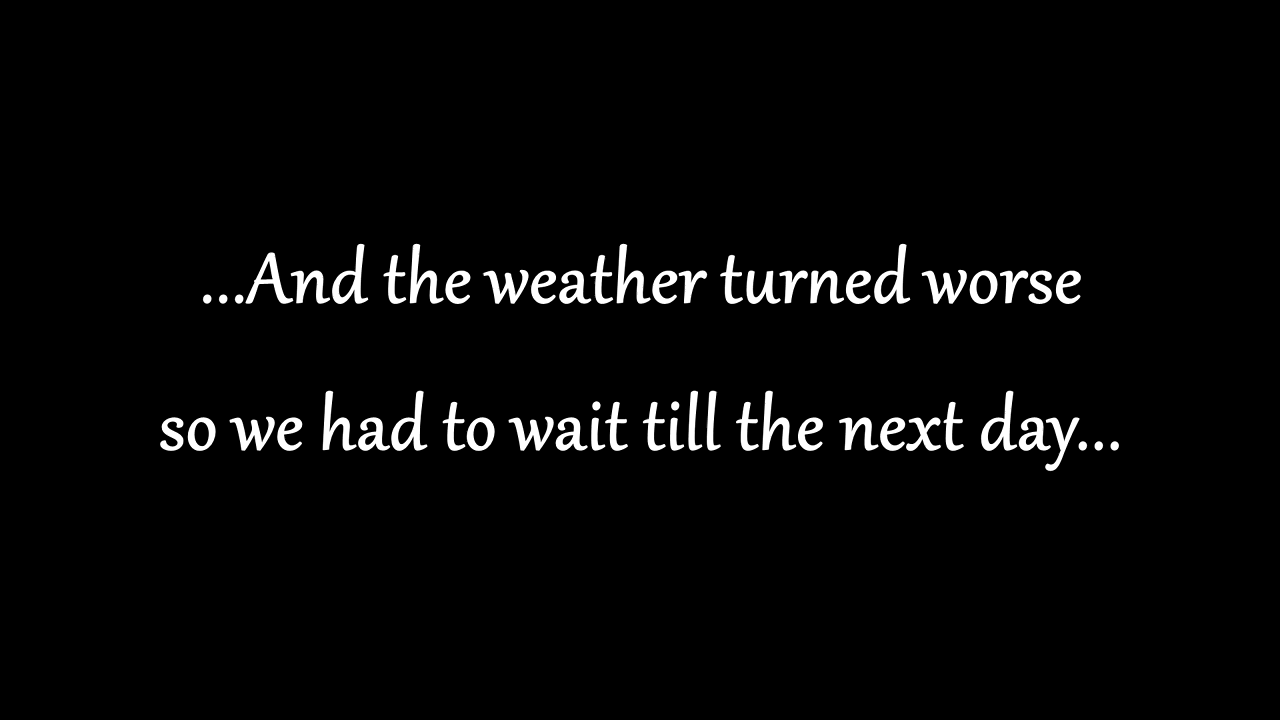 ...And the weather turned worse
so we had to wait till the next day...